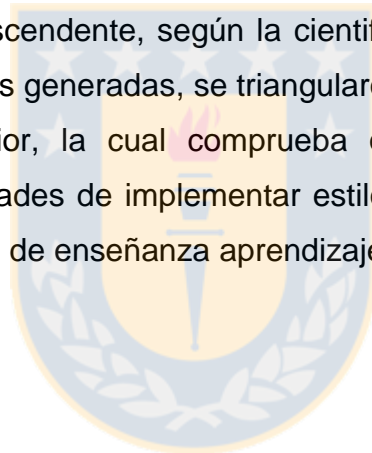 scendente, según la cientif
s generadas, se triangular
ior, la cual comprueba
ades de implementar estil
de enseñanza aprendizaje